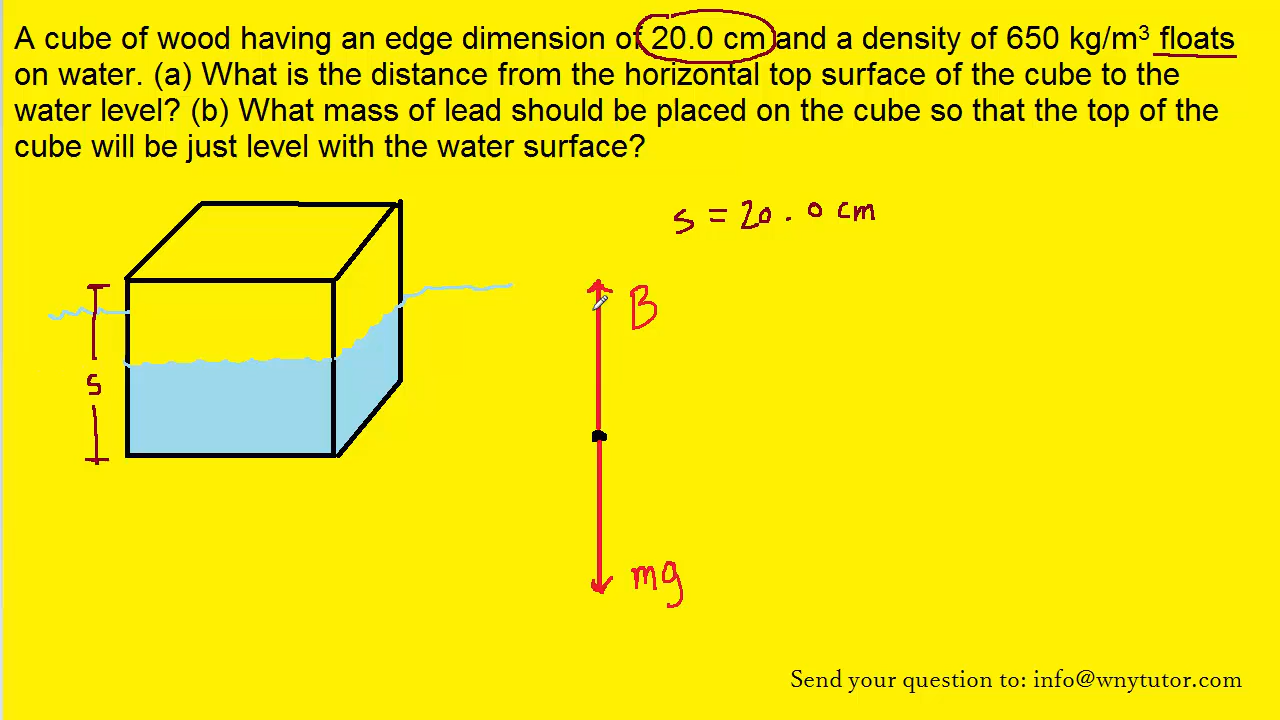 A cube of wood having an edge dimension of 20.0 cm and a density of 650 kg/m³ floats
on water. (a) What is the distance from the horizontal top surface of the cube to the
water level? (b) What mass of lead should be placed on the cube so that the top of the
cube will be just level with the water surface?
s = 20.0 cm
B
s
mg
Send your question to: info@wnytutor.com